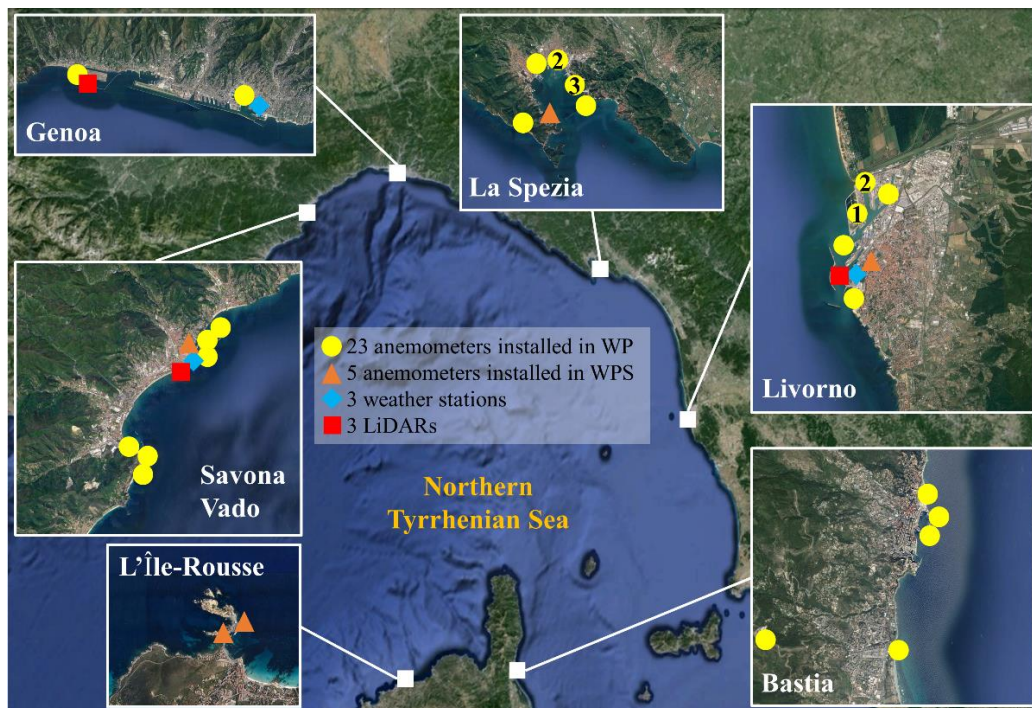 Genoa
2
3
La Spezia
2
1
Livorno
Savona
Vado
23 anemometers installed in WP
5 anemometers installed in WPS
3 weather stations
3 LiDARs
Northern
Tyrrhenian Sea
L'Île-Rousse
Bastia